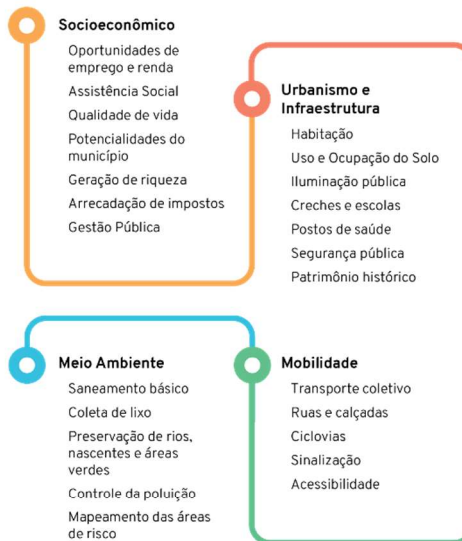 Socioeconômico
Oportunidades de
emprego e renda
Assistência Social
Qualidade de vida
Potencialidades do
município
Geração de riqueza
Arrecadação de impostos
Gestão Pública
Urbanismo e
Infraestrutura
Habitação
Uso e Ocupação do Solo
Iluminação pública
Creches e escolas
Postos de saúde
Segurança pública
Patrimônio histórico
Meio Ambiente
Saneamento básico
Coleta de lixo
Preservação de rios,
nascentes e áreas
verdes
Controle da poluição
Mapeamento das áreas
de risco
Mobilidade
Transporte coletivo
Ruas e calçadas
Ciclovias
Sinalização
Acessibilidade